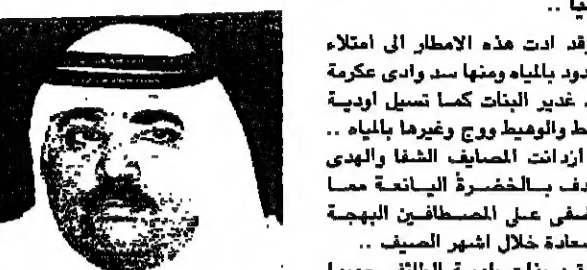 يا ..
وقد ادت هذه الامطار الى امتلاء
دود بالمياه ومنها سد وادى عكرمة
غدير البنات كما تسيل اودية
والوهيط ووج وغيرها بالمياه ..
ازدانت المصايف الشفا والهدى
دف بالخضرة اليانعة مما
ضفى على المصطافين البهجة
سعادة خلال اشهر الصيف ..